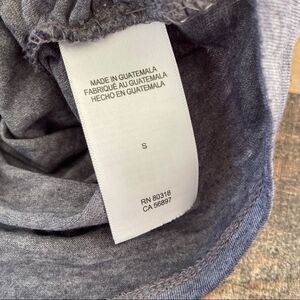 MADE IN GUATEMALA
FABRIQUÉ AU GUATEMALA
HECHO EN GUATEMALA
S
RN 80318
CA 56897